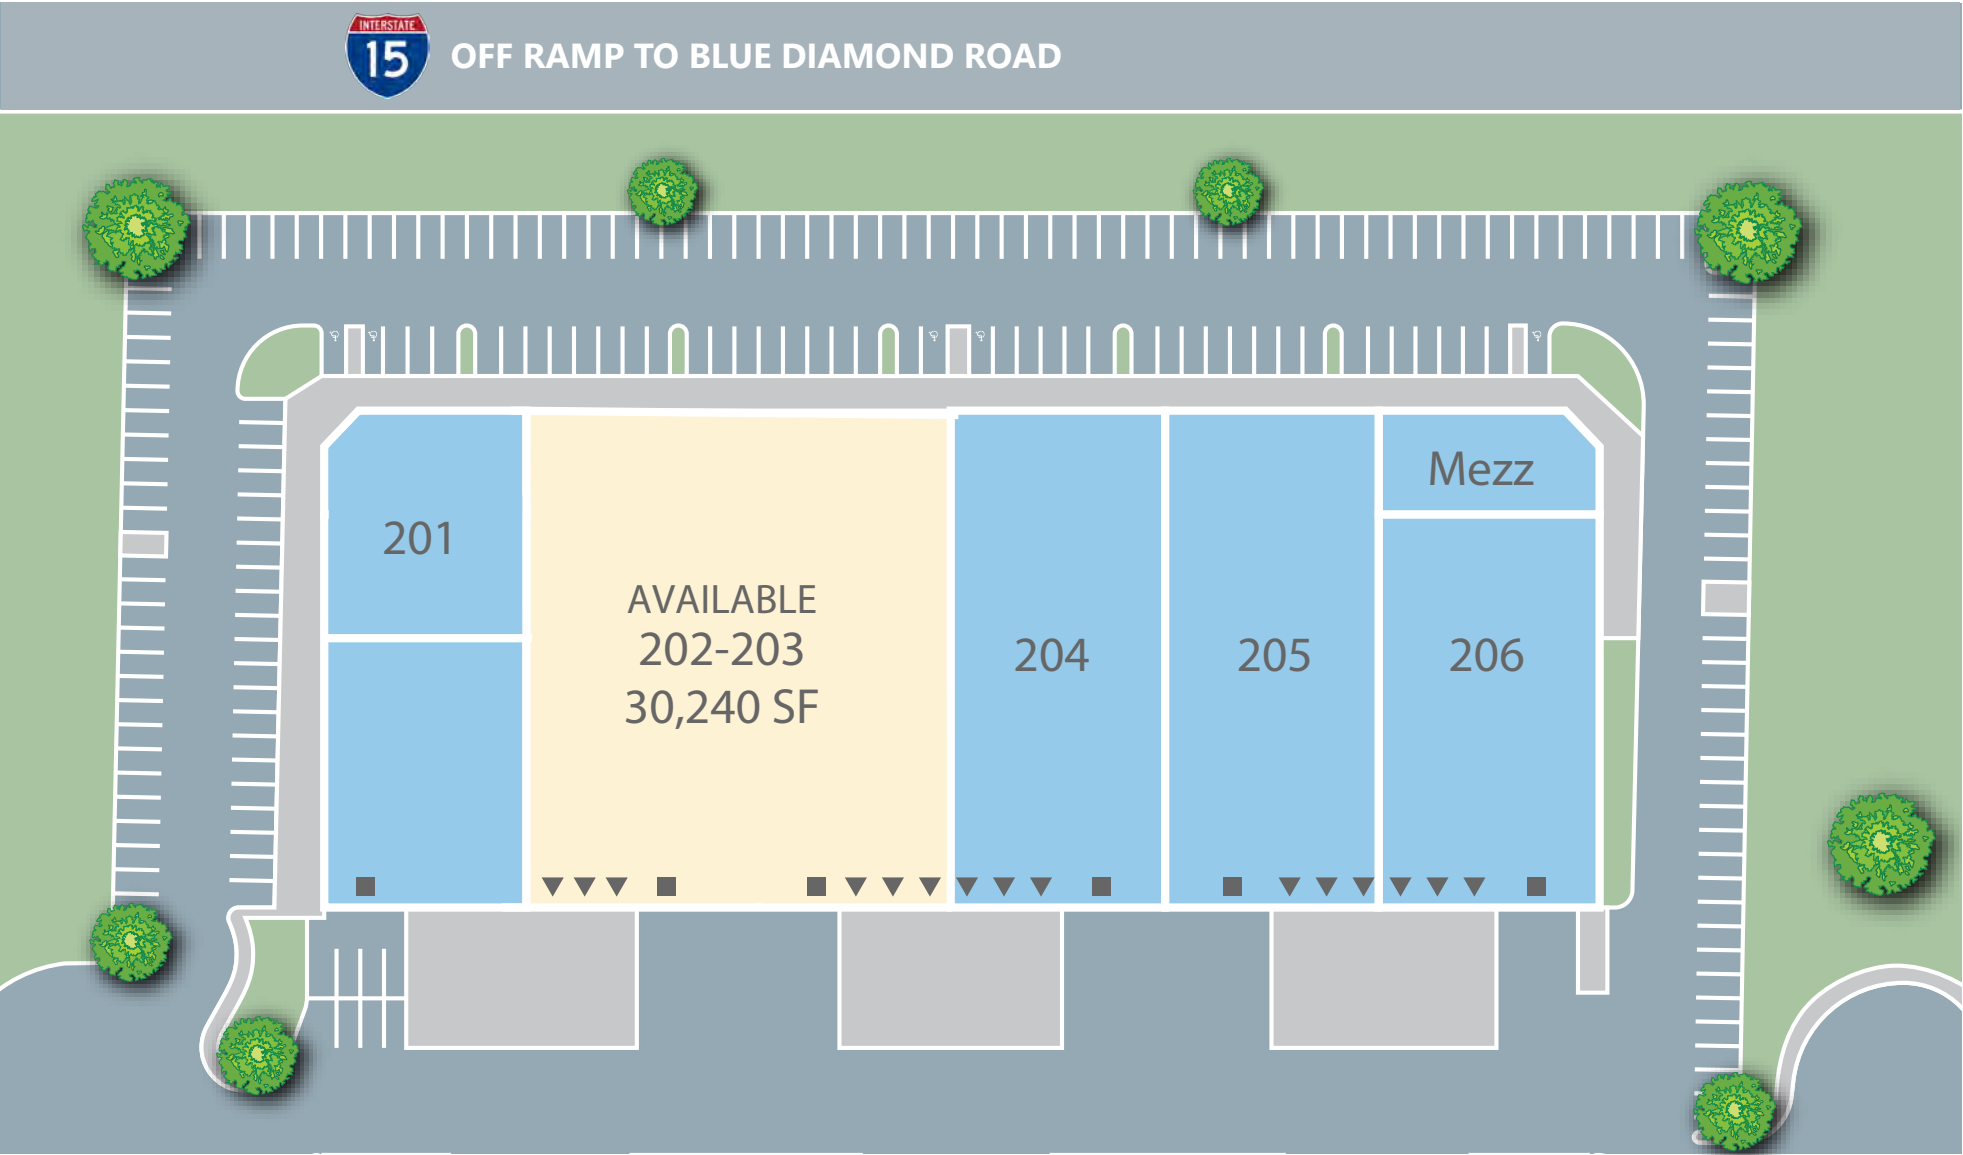 INTERSTATE
15
OFF RAMP TO BLUE DIAMOND ROAD
Mezz
201
AVAILABLE
202-203
30,240 SF
204
205
206